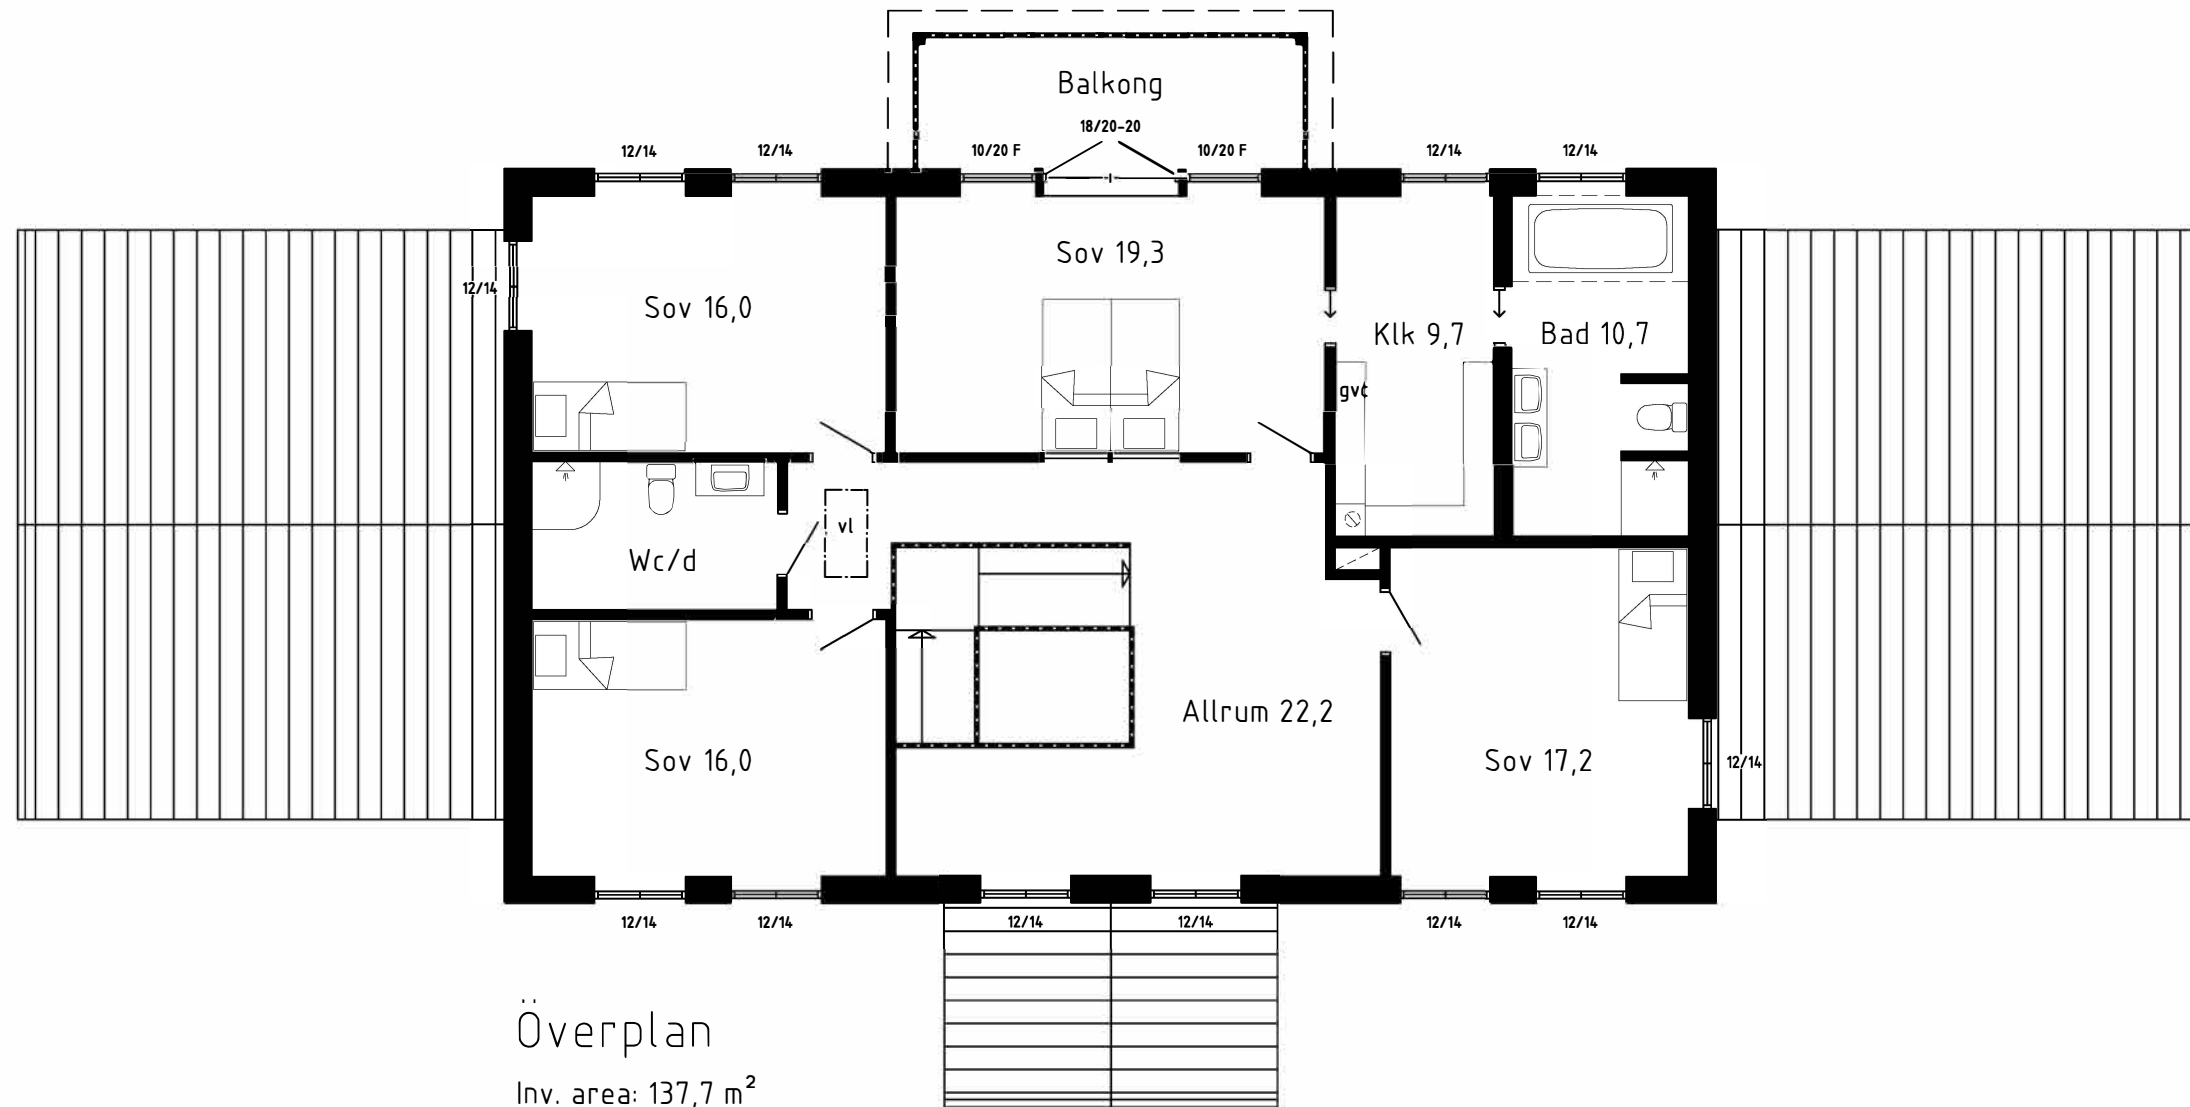 Balkong
18/20-20
12/14
12/14
10/20 F
10/20 F
12/14
12/14
Sov 19,3
12/14
Sov 16,0
Klk 9,7
Bad 10,7
gvc
vl
Wc/d
Allrum 22,2
Sov 16,0
Sov 17,2
12/14
12/14
12/14
12/14
12/14
12/14
12/14
Överplan
Inv. area: 137,7 m²